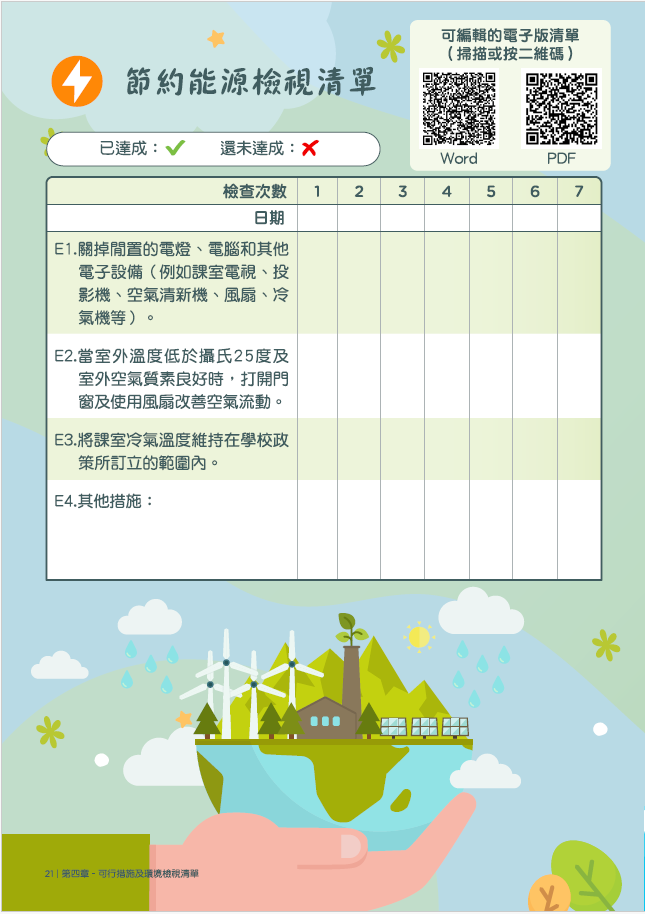 可編輯的電子版清單
（掃描或按二維碼）
Word PDF
節約能源檢視清單
已達成： 還未達成：
檢查次數 1 2 3 4 5 6 7
日期
E1.關掉閒置的電燈、電腦和其他
電子設備（例如課室電視、投
影機、空氣清新機、風扇、冷
氣機等）。
E2.當室外溫度低於攝氏25度及
室外空氣質素良好時，打開門
窗及使用風扇改善空氣流動。
E3.將課室冷氣溫度維持在學校政
策所訂立的範圍內。
E4.其他措施：
21 | 第四章 - 可行措施及環境檢視清單